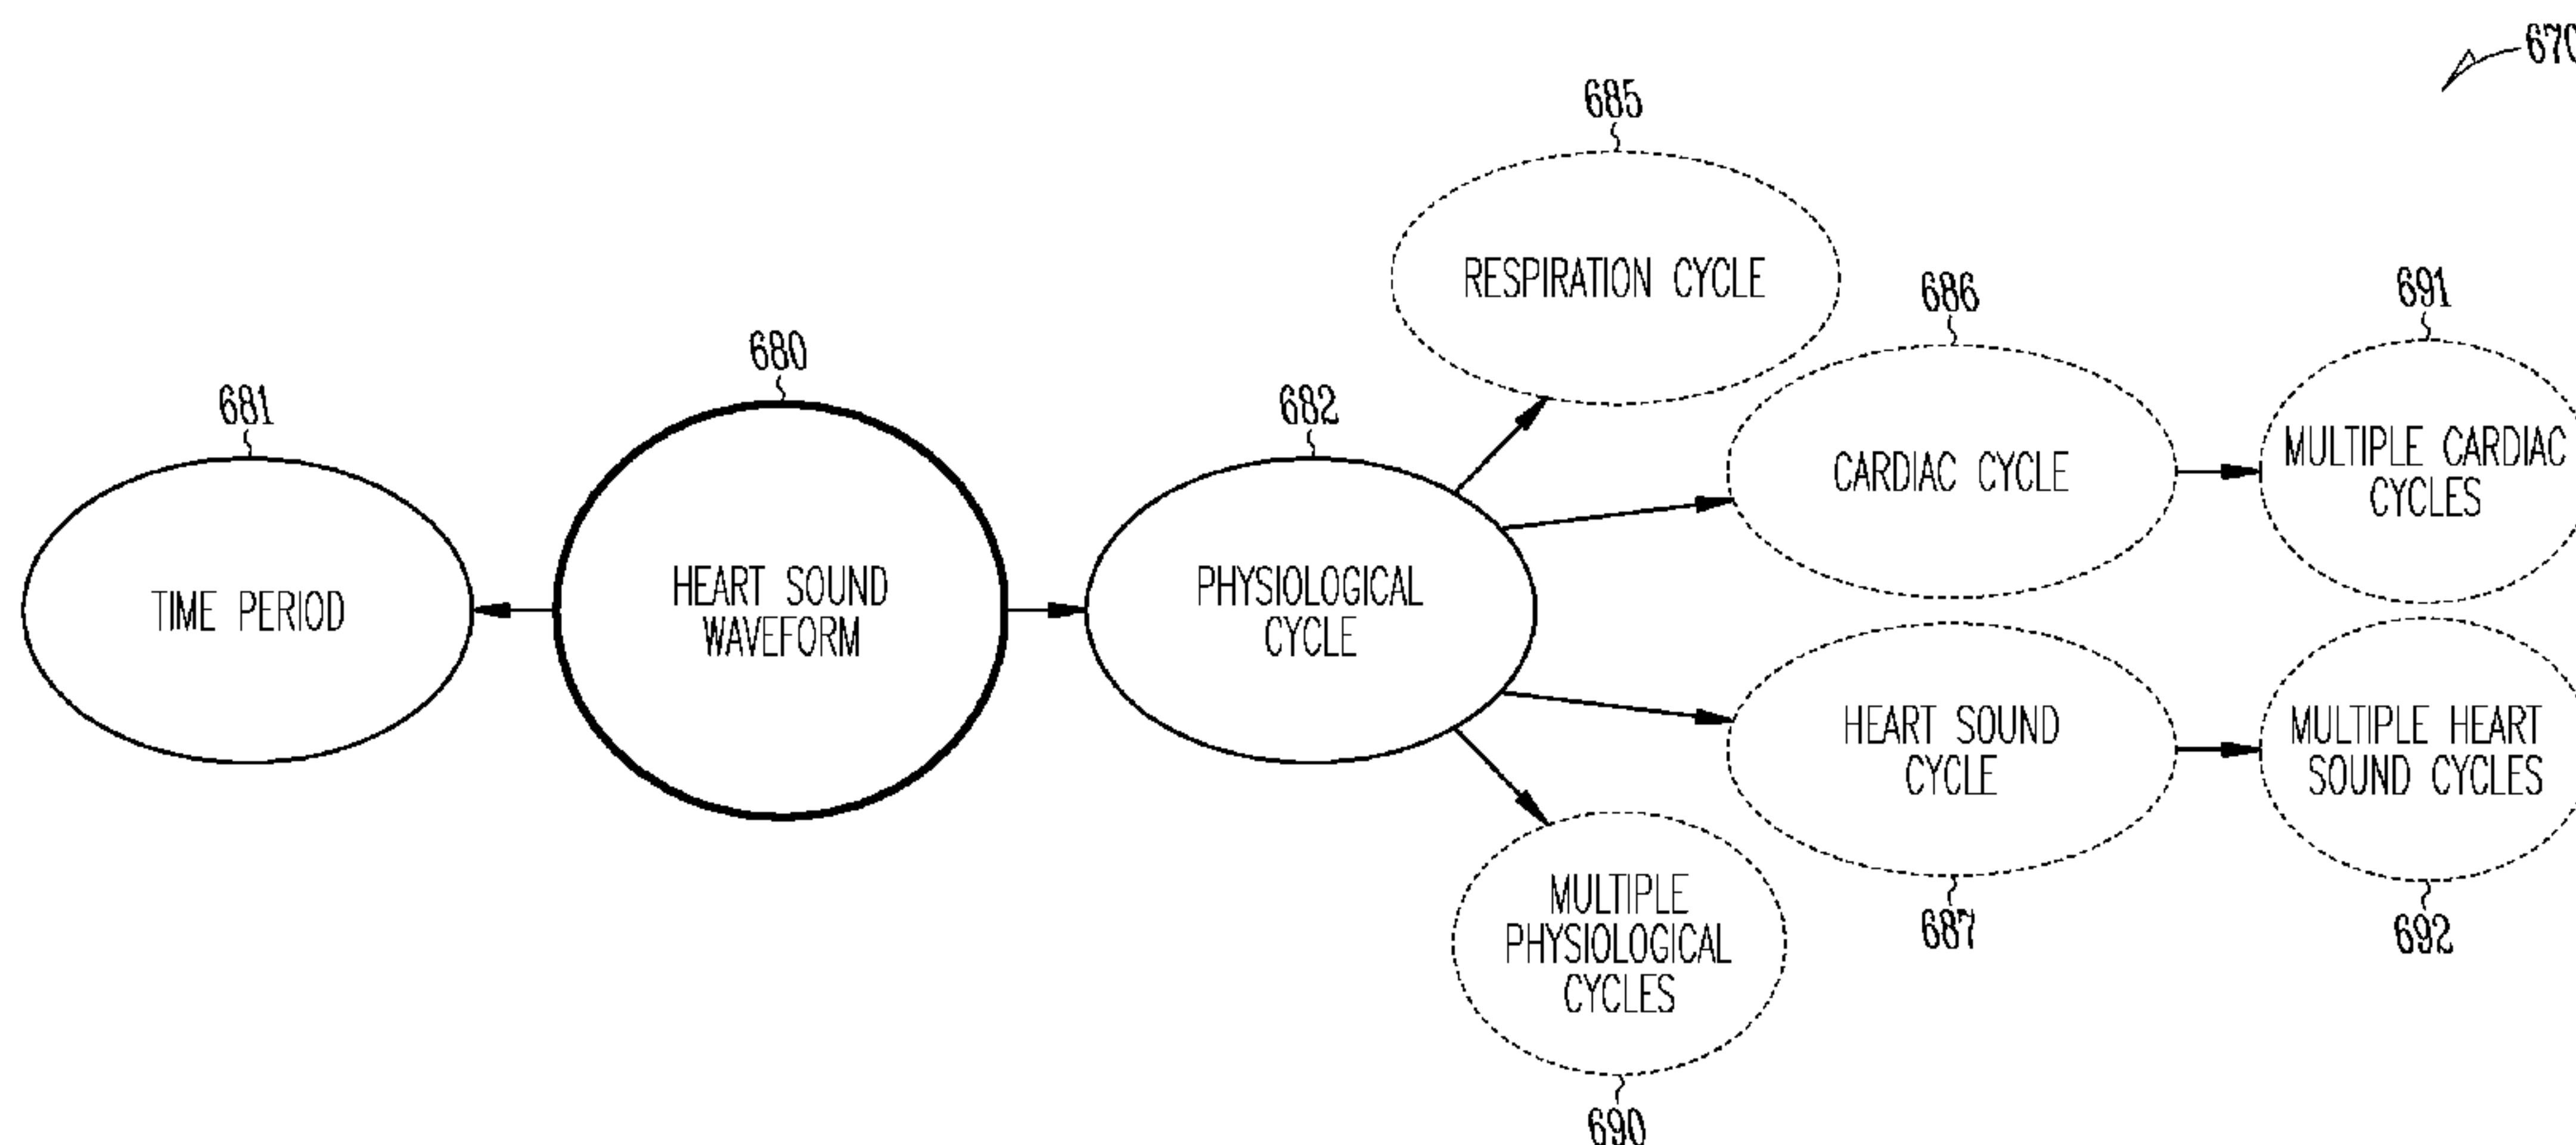 670
685
RESPIRATION CYCLE
686
691
680
CARDIAC CYCLE
MULTIPLE CARDIAC
CYCLES
681
682
TIME PERIOD
HEART SOUND
WAVEFORM
PHYSIOLOGICAL
CYCLE
HEART SOUND
CYCLE
MULTIPLE HEART
SOUND CYCLES
MULTIPLE
PHYSIOLOGICAL
CYCLES
687
692
690